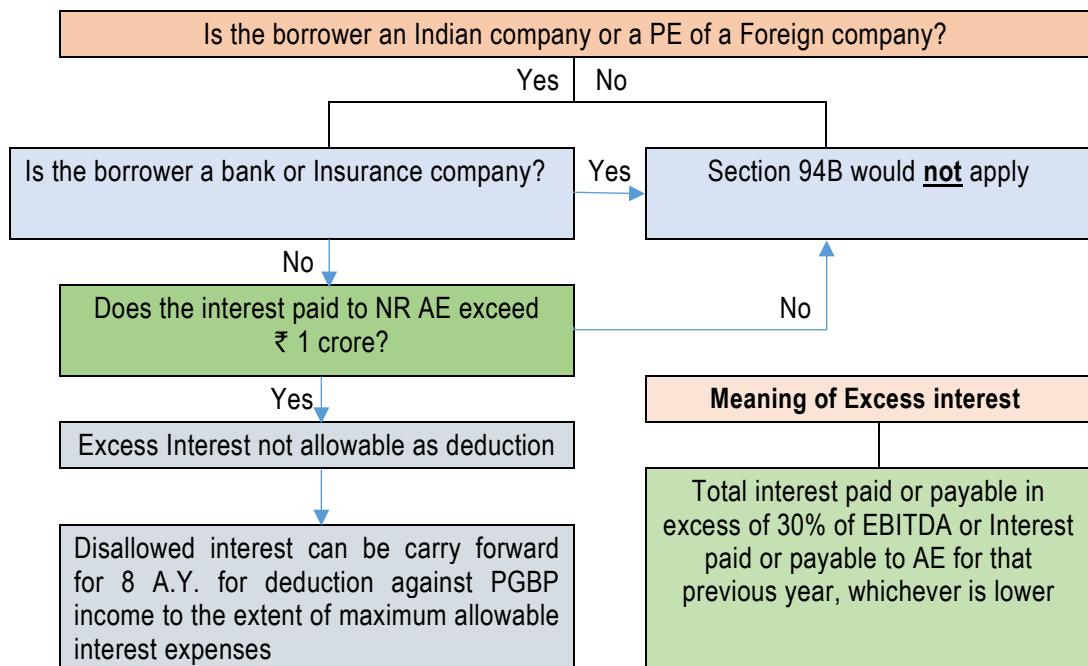 Is the borrower an Indian company or a PE of a Foreign company?
Yes No
Is the borrower a bank or Insurance company?
Yes
Section 94B would not apply
No
Does the interest paid to NR AE exceed
₹ 1 crore?
No
Yes
Excess Interest not allowable as deduction
Disallowed interest can be carry forward
for 8 A.Y. for deduction against PGBP
income to the extent of maximum allowable
interest expenses
Meaning of Excess interest
Total interest paid or payable in
excess of 30% of EBITDA or Interest
paid or payable to AE for that
previous year, whichever is lower